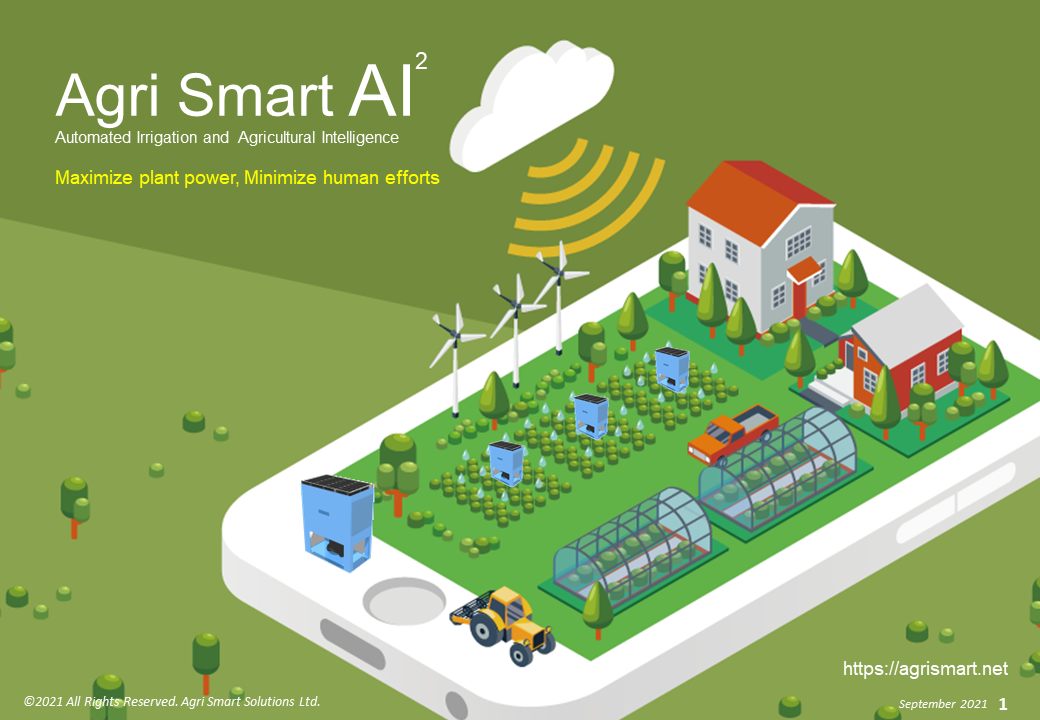 Agri Smart AI²
Automated Irrigation and Agricultural Intelligence
Maximize plant power, Minimize human efforts
https://agrismart.net
©2021 All Rights Reserved. Agri Smart Solutions Ltd.
September 2021 1